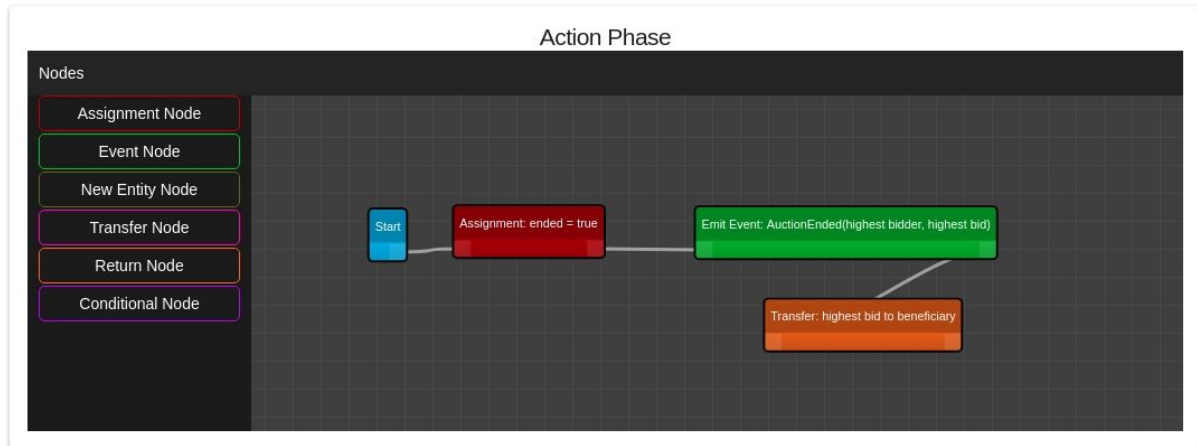 Action Phase
Nodes
Assignment Node
Event Node
New Entity Node
Transfer Node
Return Node
Conditional Node
Start
Assignment: ended = true
Emit Event: AuctionEnded(highest bidder, highest bid)
Transfer: highest bid to beneficiary